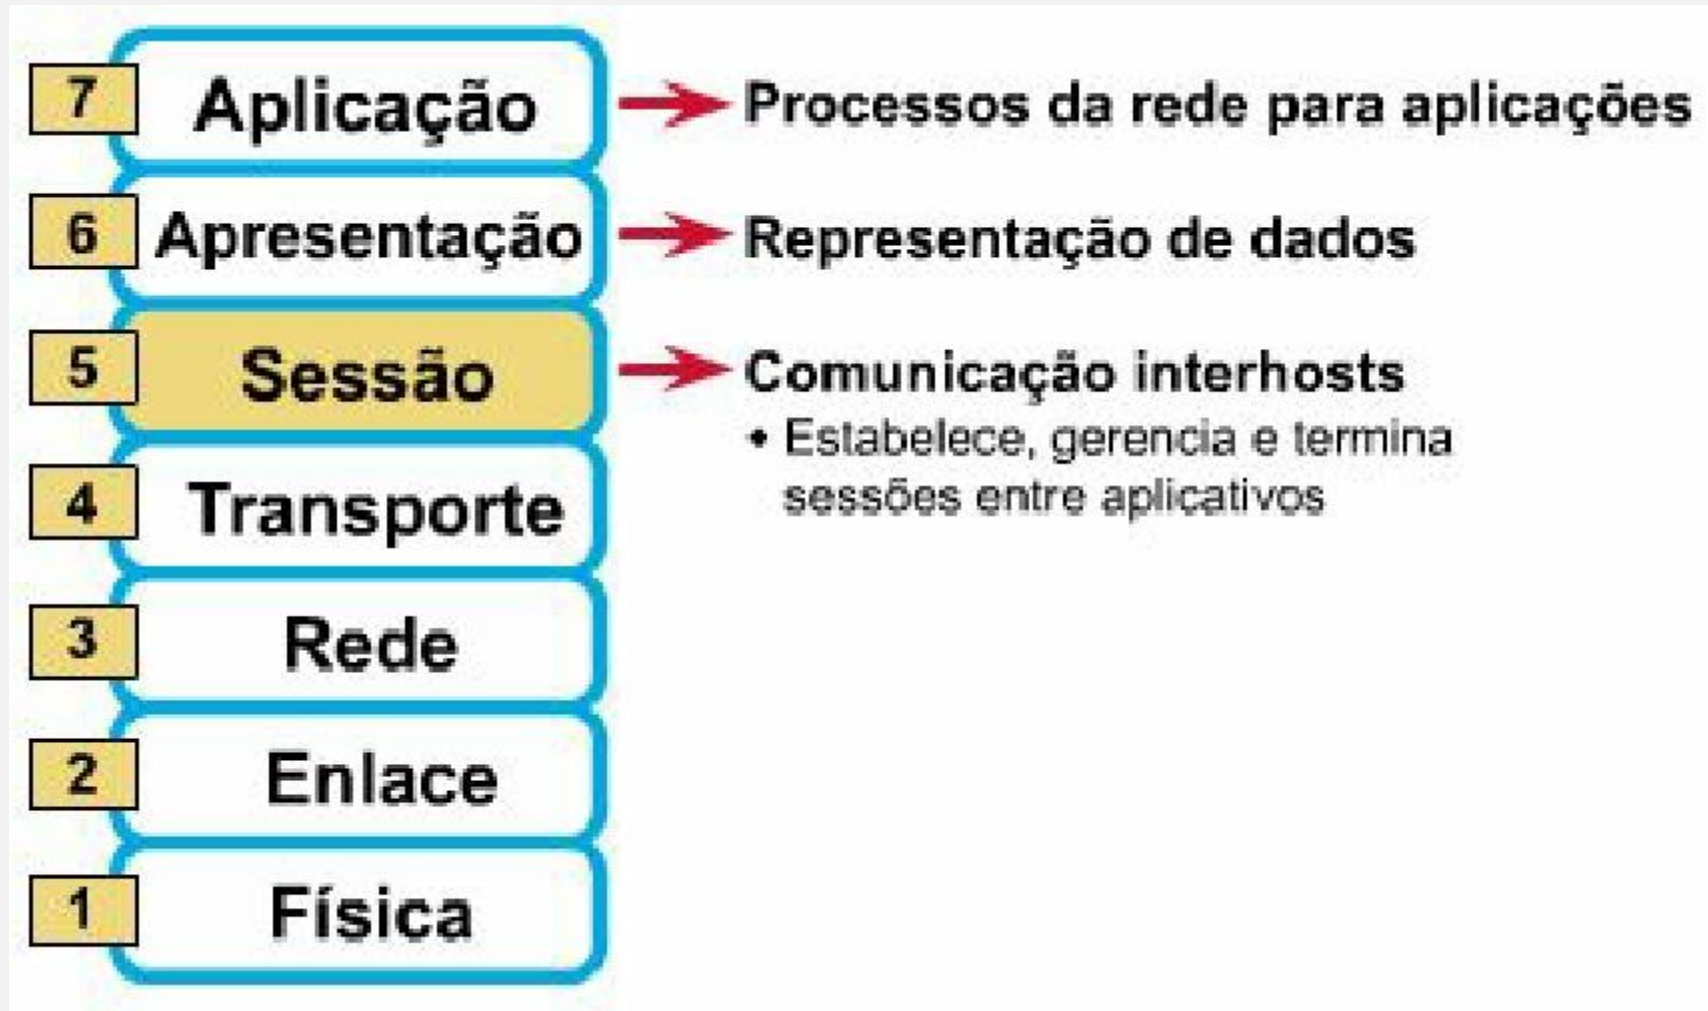 7 Aplicação Processos da rede para aplicações
6 Apresentação Representação de dados
5 Sessão Comunicação interhosts
• Estabelece, gerencia e termina
sessões entre aplicativos
4 Transporte
3 Rede
2 Enlace
1 Física